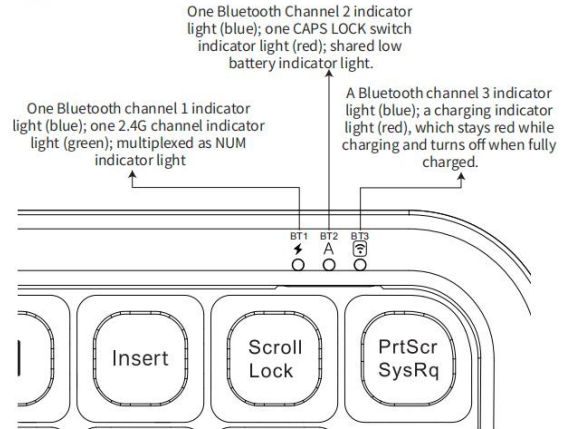 One Bluetooth Channel 2 indicator
light (blue); one CAPS LOCK switch
indicator light (red); shared low
battery indicator light.
A Bluetooth channel 3 indicator
light (blue); a charging indicator
light (red), which stays red while
charging and turns off when fully
charged.
One Bluetooth channel 1 indicator
light (blue); one 2.4G channel indicator
light (green); multiplexed as NUM
indicator light
BT1 BT2 BT3
A
Insert
Scroll
Lock
PrtScr
SysRq